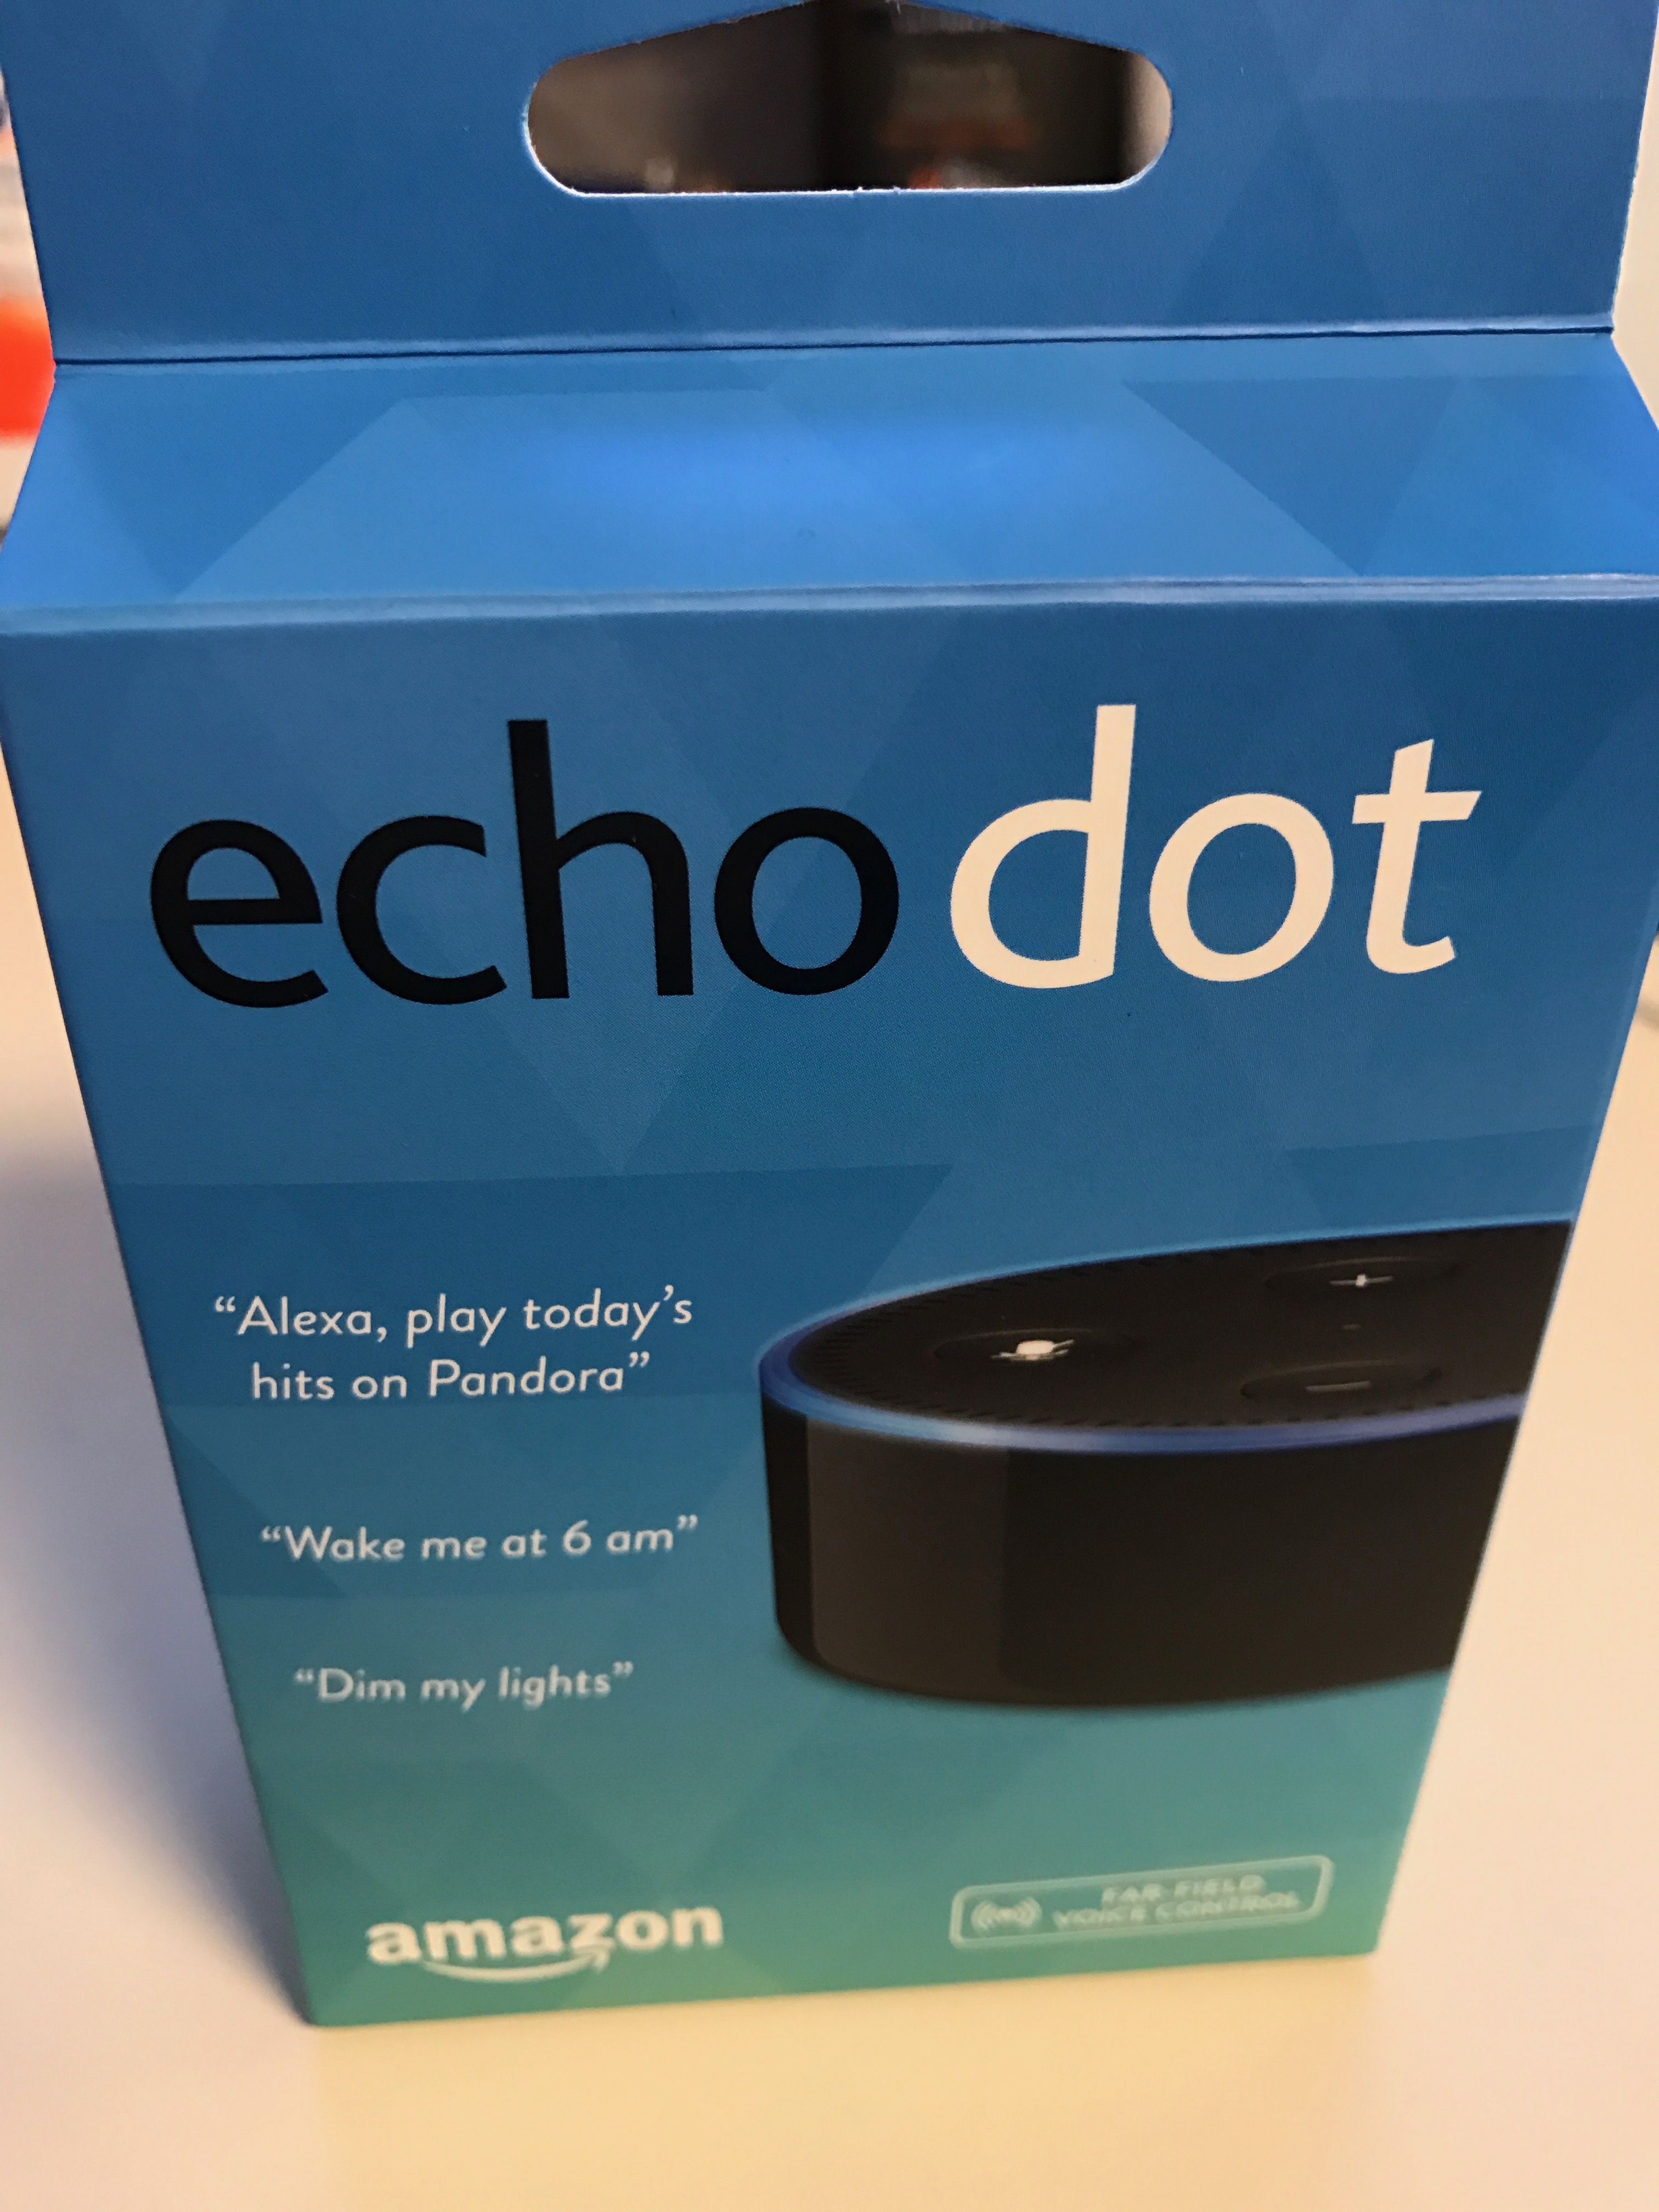 echo dot
“Alexa, play today’s
hits on Pandora”
“Wake me at 6 am”
“Dim my lights”
amazon
FAR-FIELD
VOICE CONTROL